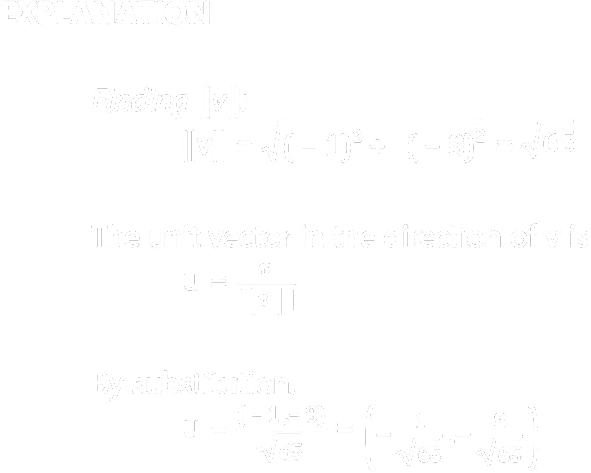 EXPLANATION
Finding ||v||:
||v|| = √(-1)² + (-8)² = √65
The unit vector in the direction of v is
u = v / ||v||
By substitution,
u = (-1, -8) / √65 = (-1/√65, -8/√65)